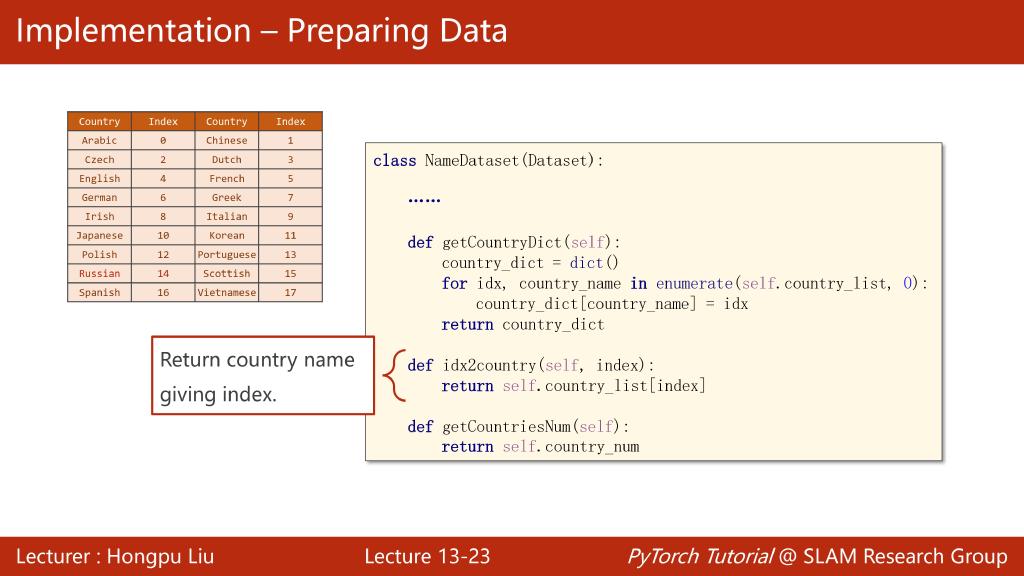 Implementation – Preparing Data
Country Index Country Index
Arabic 0 Chinese 1
Czech 2 Dutch 3
English 4 French 5
German 6 Greek 7
Irish 8 Italian 9
Japanese 10 Korean 11
Polish 12 Portuguese 13
Russian 14 Scottish 15
Spanish 16 Vietnamese 17
class NameDataset(Dataset):
    ……
    def getCountryDict(self):
        country_dict = dict()
        for idx, country_name in enumerate(self.country_list, 0):
            country_dict[country_name] = idx
        return country_dict
    def idx2country(self, index):
        return self.country_list[index]
    def getCountriesNum(self):
        return self.country_num
Return country name
giving index.
Lecturer : Hongpu Liu
Lecture 13-23
PyTorch Tutorial @ SLAM Research Group